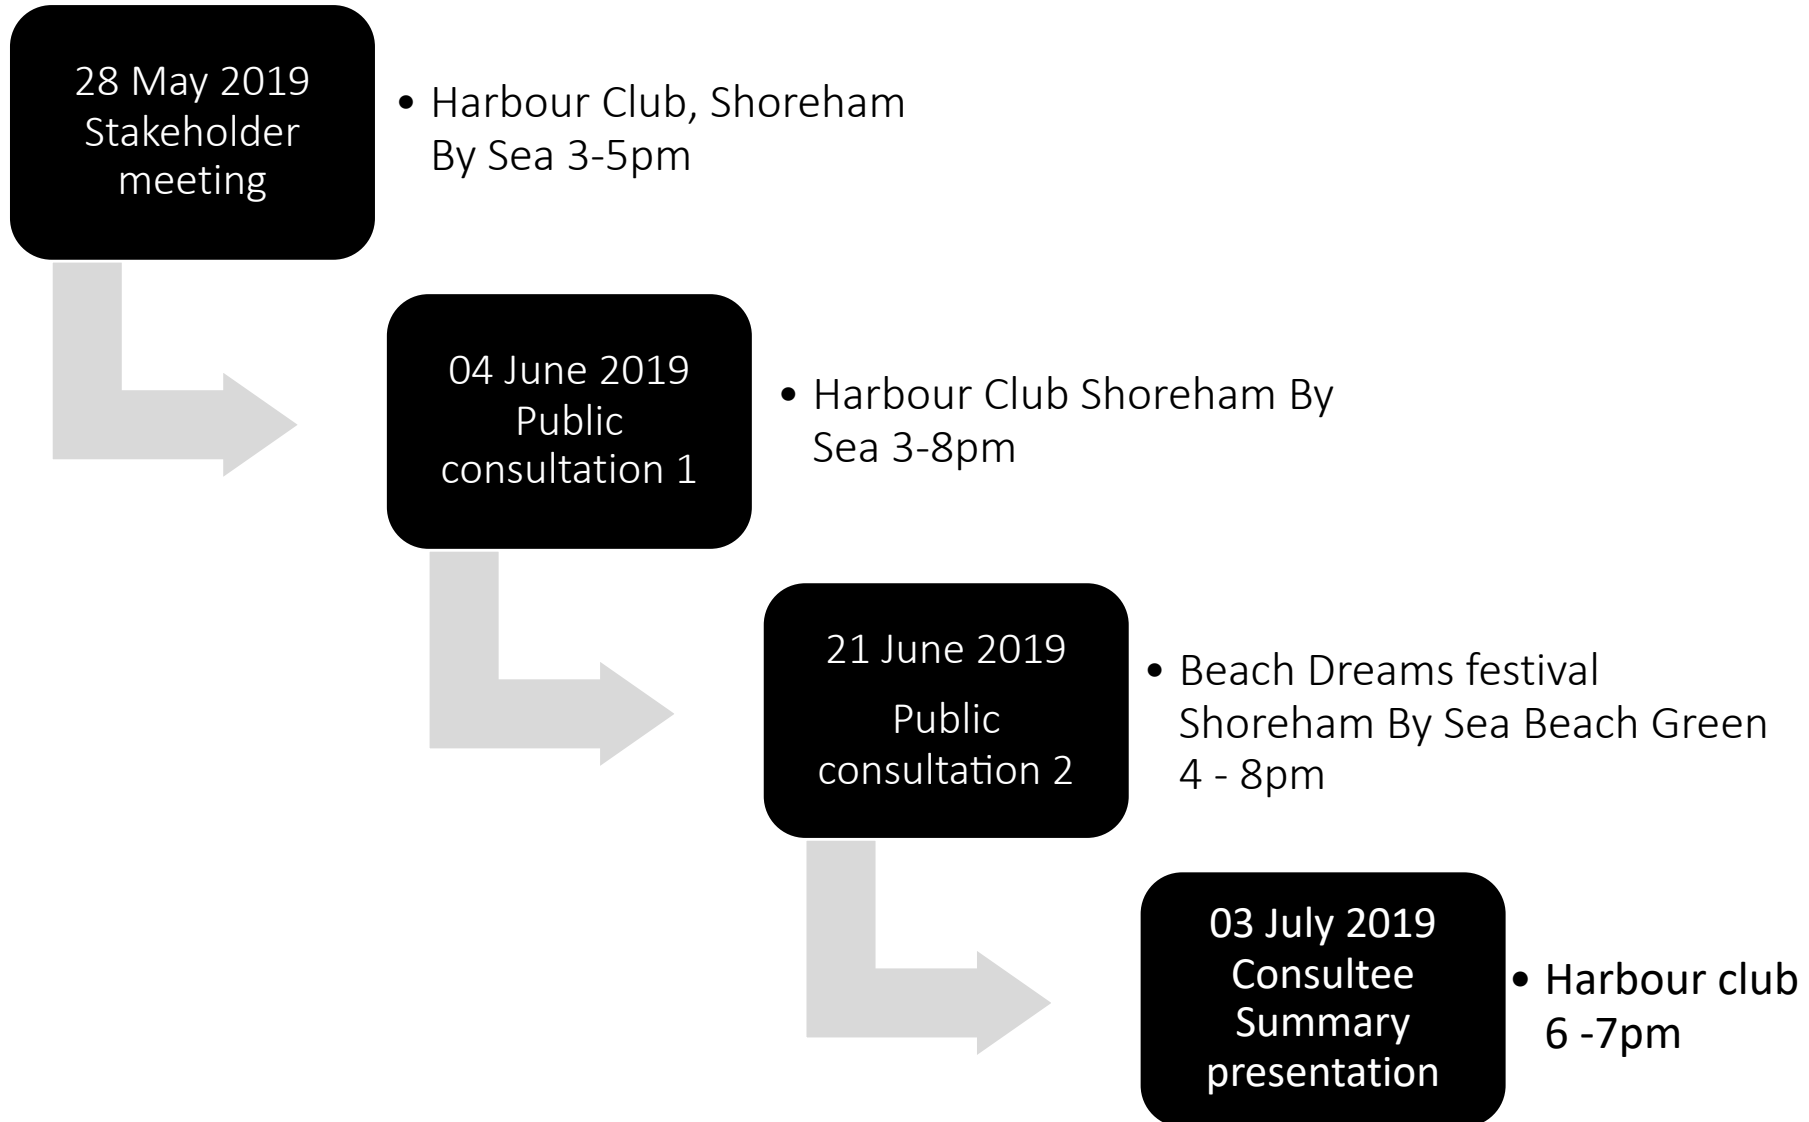 28 May 2019
Stakeholder
meeting
• Harbour Club, Shoreham
By Sea 3-5pm
04 June 2019
Public
consultation 1
• Harbour Club Shoreham By
Sea 3-8pm
21 June 2019
Public
consultation 2
• Beach Dreams festival
Shoreham By Sea Beach Green
4 - 8pm
03 July 2019
Consultee
Summary
presentation
• Harbour club
6 -7pm